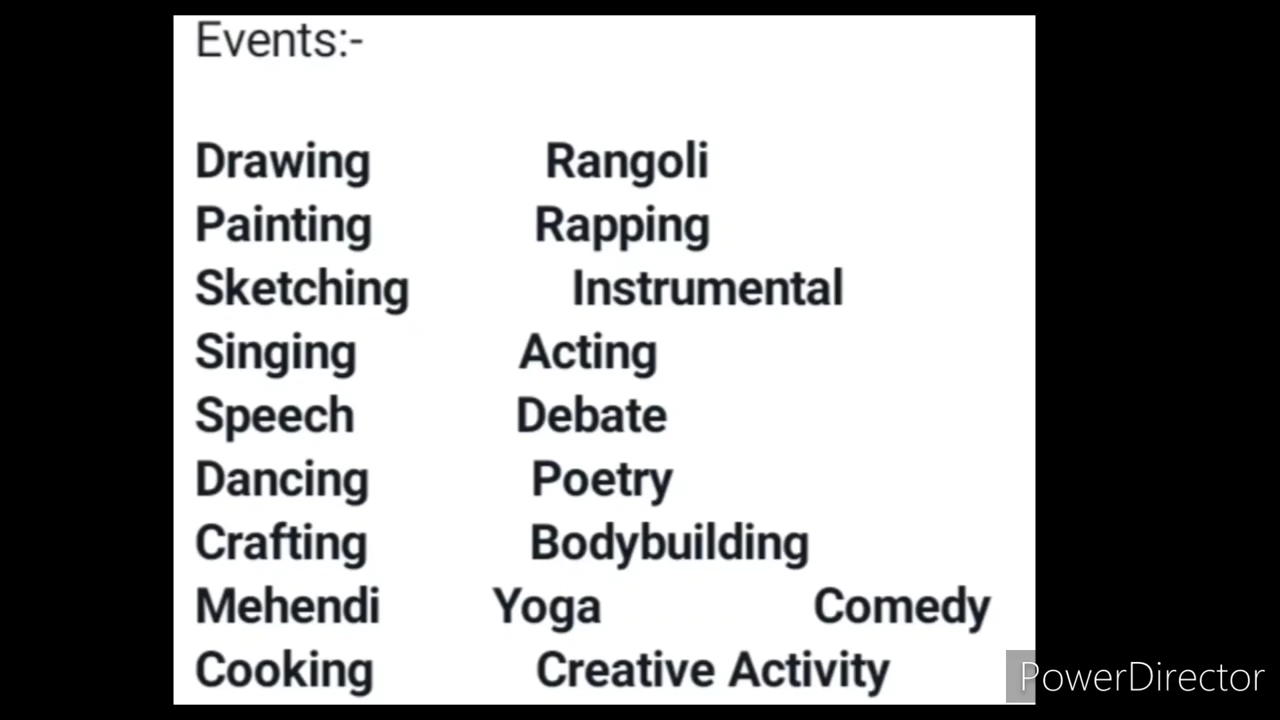 Events:-
Drawing Rangoli
Painting Rapping
Sketching Instrumental
Singing Acting
Speech Debate
Dancing Poetry
Crafting Bodybuilding
Mehendi Yoga Comedy
Cooking Creative Activity
PowerDirector